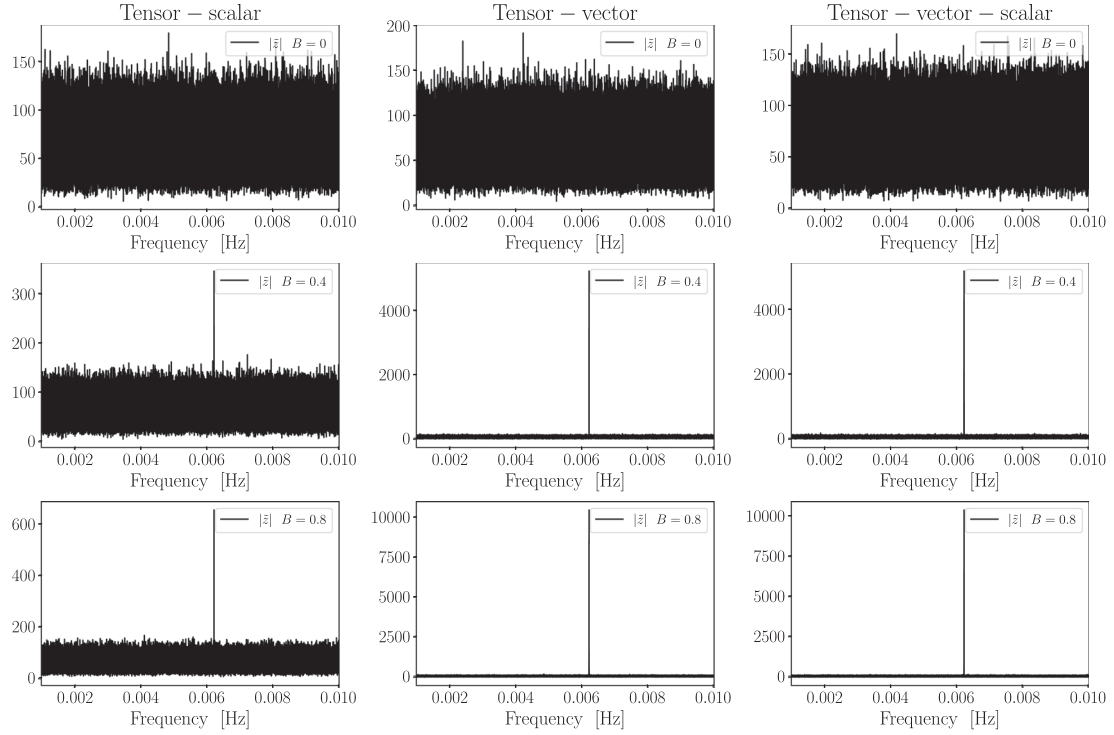 Tensor – scalar
Tensor – vector
Tensor – vector – scalar
|z̄| B = 0
|z̄| B = 0
|z̄| B = 0
150
100
50
0
200
150
100
50
0
150
100
50
0
0.002 0.004 0.006 0.008 0.010
0.002 0.004 0.006 0.008 0.010
0.002 0.004 0.006 0.008 0.010
Frequency [Hz]
Frequency [Hz]
Frequency [Hz]
|z̄| B = 0.4
|z̄| B = 0.4
|z̄| B = 0.4
300
200
100
0
4000
2000
0
4000
2000
0
0.002 0.004 0.006 0.008 0.010
0.002 0.004 0.006 0.008 0.010
0.002 0.004 0.006 0.008 0.010
Frequency [Hz]
Frequency [Hz]
Frequency [Hz]
|z̄| B = 0.8
|z̄| B = 0.8
|z̄| B = 0.8
600
400
200
0
10000
7500
5000
2500
0
10000
7500
5000
2500
0
0.002 0.004 0.006 0.008 0.010
0.002 0.004 0.006 0.008 0.010
0.002 0.004 0.006 0.008 0.010
Frequency [Hz]
Frequency [Hz]
Frequency [Hz]